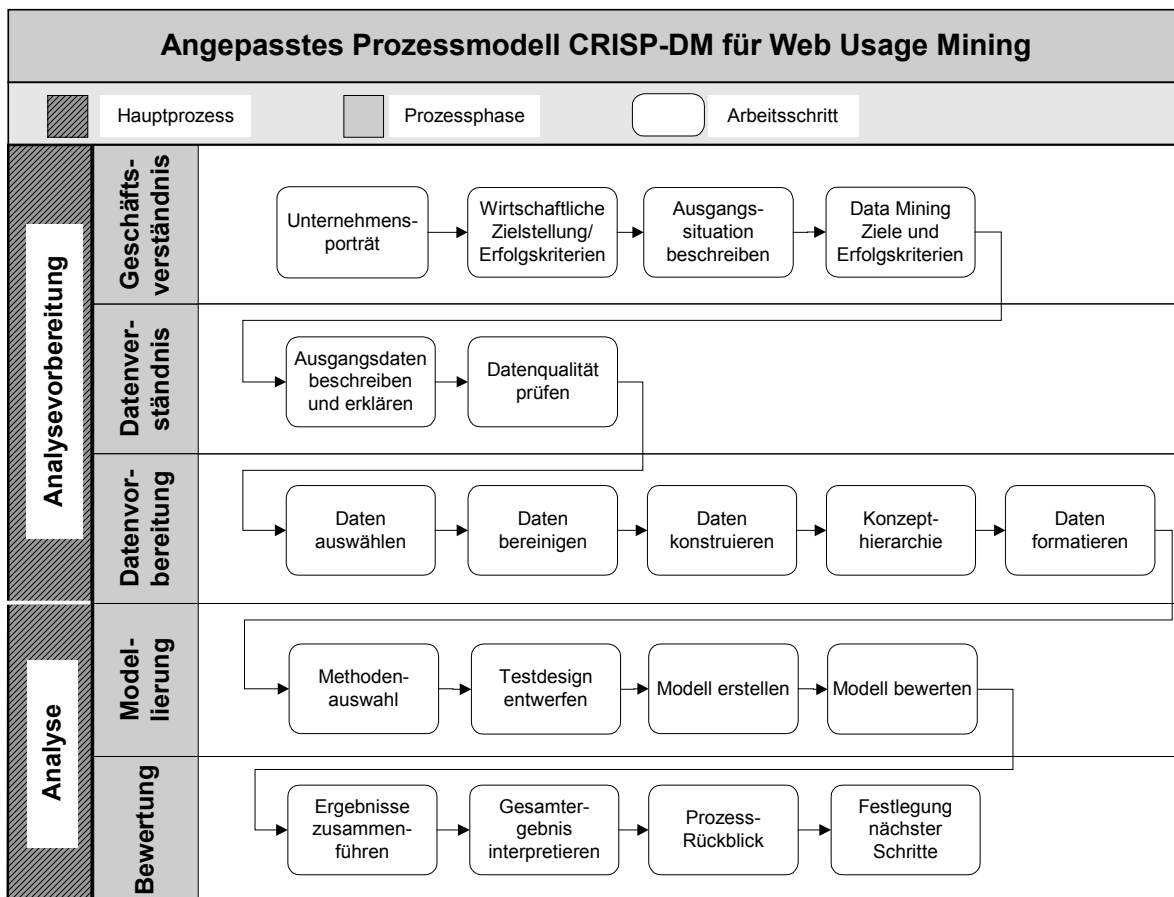 Angepasstes Prozessmodell CRISP-DM für Web Usage Mining
Hauptprozess
Prozessphase
Arbeitsschritt
Analysevorbereitung
Geschäfts-
verständnis
Unternehmens-
porträt
Wirtschaftliche
Zielstellung/
Erfolgskriterien
Ausgangs-
situation
beschreiben
Data Mining
Ziele und
Erfolgskriterien
Datenver-
ständnis
Ausgangsdaten
beschreiben
und erklären
Datenqualität
prüfen
Datenvor-
bereitung
Daten
auswählen
Daten
bereinigen
Daten
konstruieren
Konzept-
hierarchie
Daten
formatieren
Analyse
Model-
lierung
Methoden-
auswahl
Testdesign
entwerfen
Modell erstellen
Modell bewerten
Bewertung
Ergebnisse
zusammen-
führen
Gesamter-
gebnis
interpretieren
Prozess-
Rückblick
Festlegung
nächster
Schritte